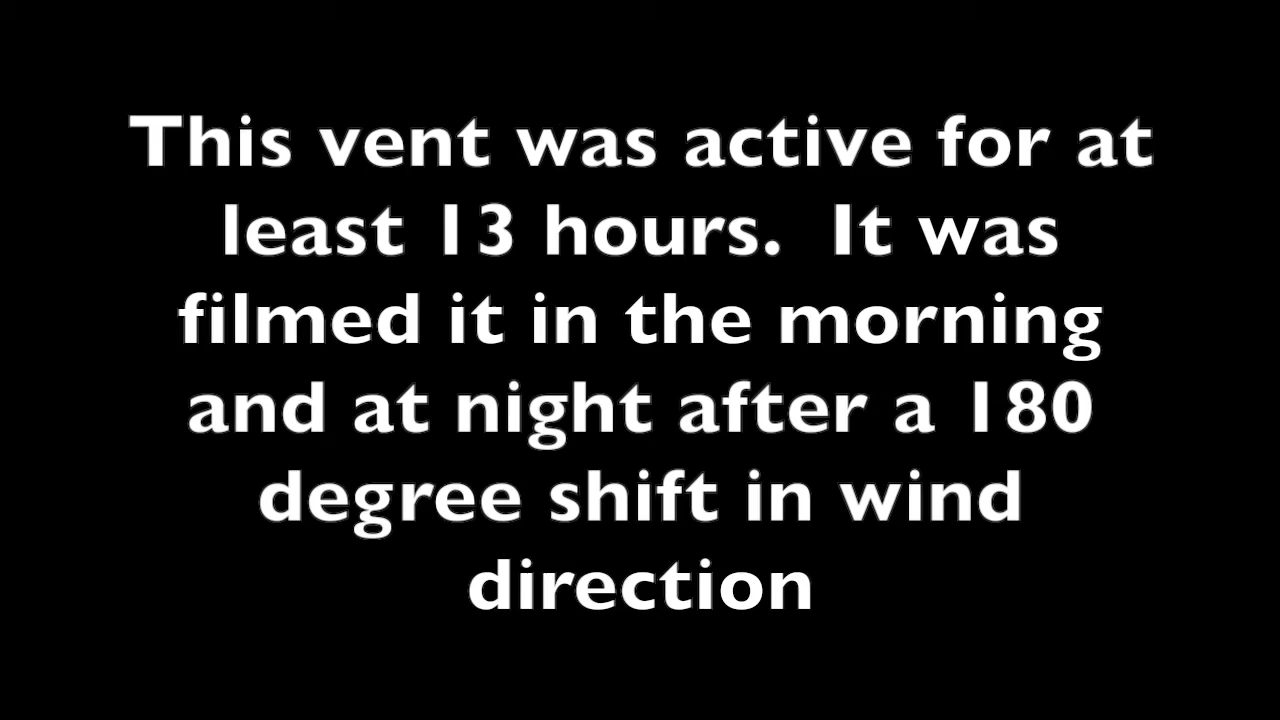 This vent was active for at
least 13 hours.  It was
filmed it in the morning
and at night after a 180
degree shift in wind
direction